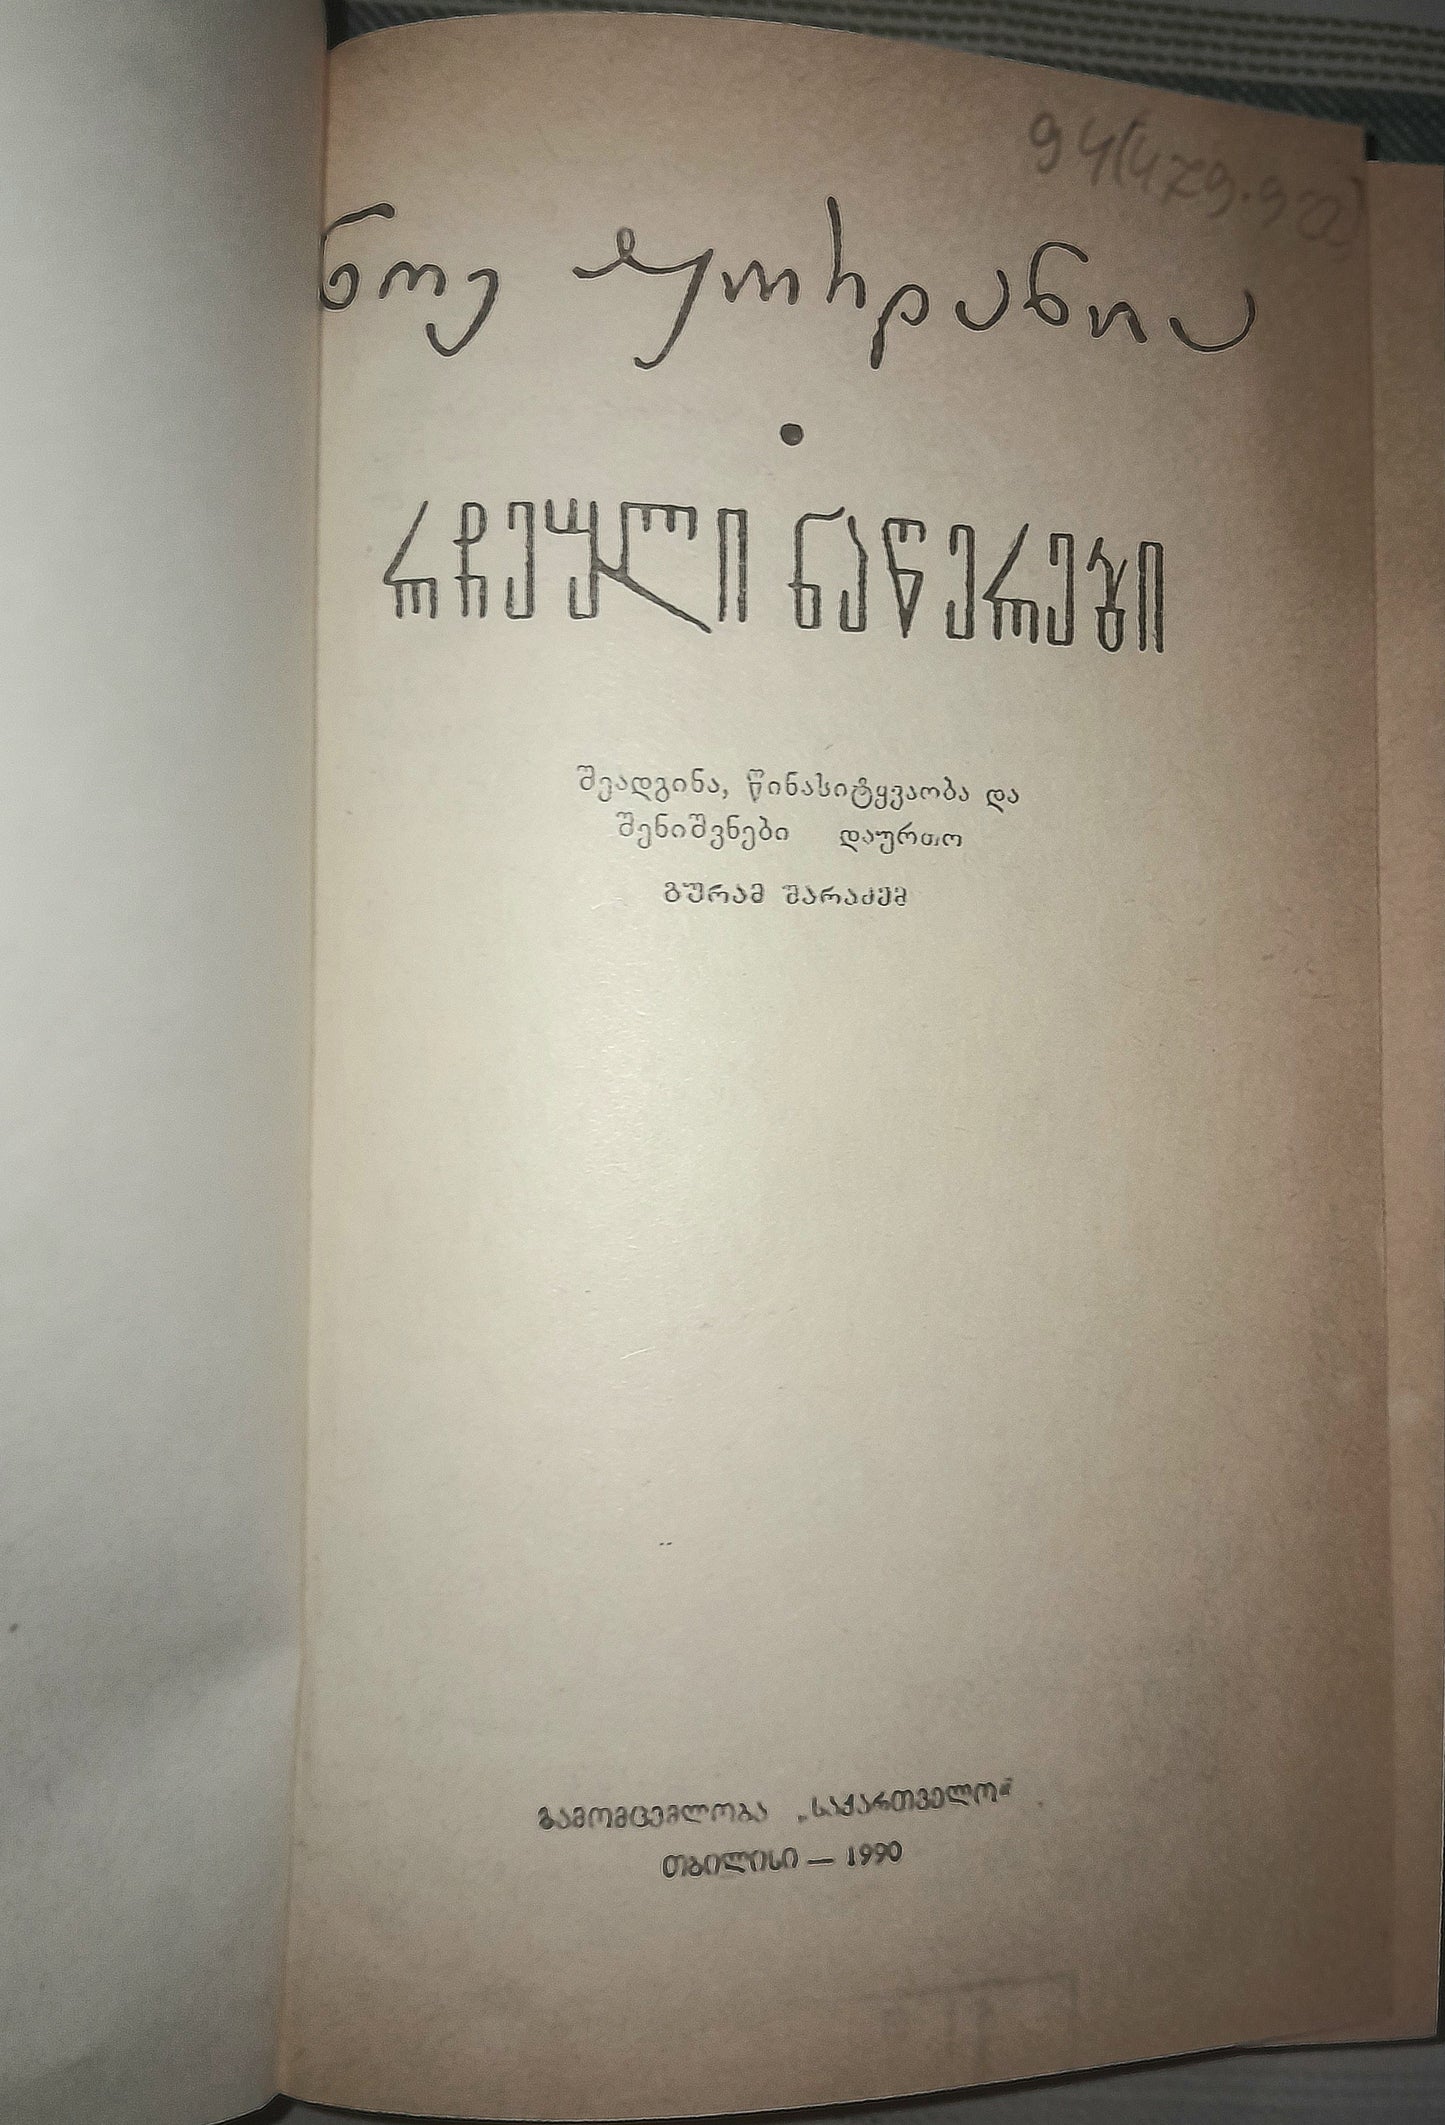 94(479.22)
ნოე ჟორდანია
•
რჩეული ნაწერები
შეადგინა, წინასიტყვაობა და
შენიშვნები დაურთო
გურამ შარაძემ
გამომცემლობა „საქართველო“
თბილისი — 1990